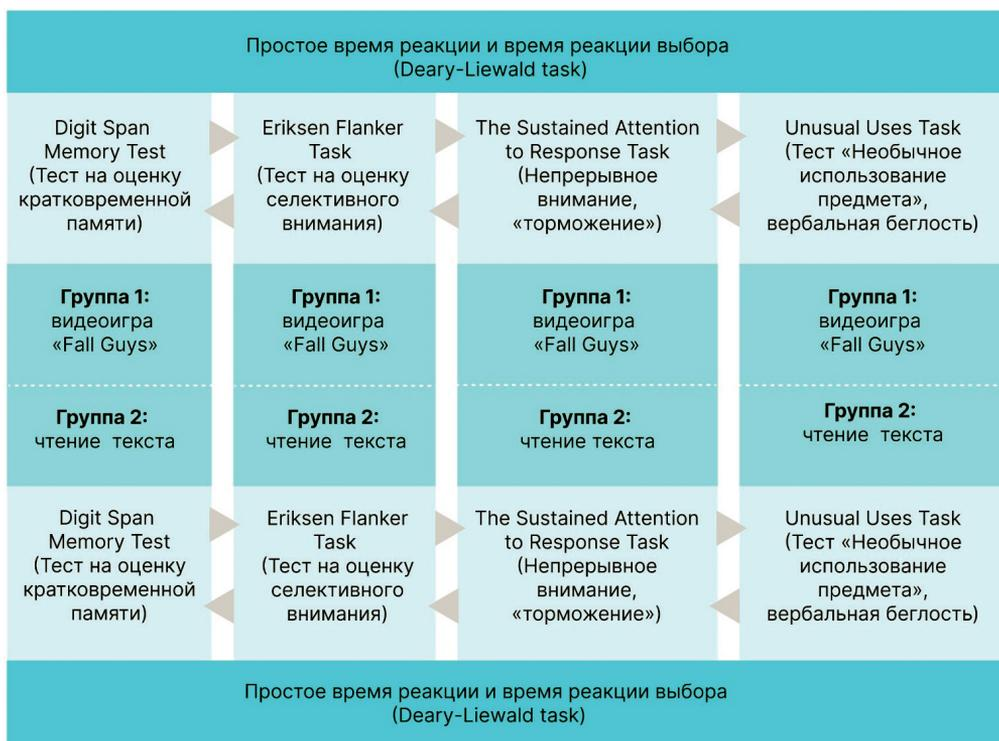 Простое время реакции и время реакции выбора
(Deary-Liewald task)
Digit Span
Memory Test
(Тест на оценку
кратковременной
памяти)
Eriksen Flanker
Task
(Тест на оценку
селективного
внимания)
The Sustained Attention
to Response Task
(Непрерывное
внимание,
«торможение»)
Unusual Uses Task
(Тест «Необычное
использование
предмета»,
вербальная беглость)
Группа 1:
видеоигра
«Fall Guys»
Группа 1:
видеоигра
«Fall Guys»
Группа 1:
видеоигра
«Fall Guys»
Группа 1:
видеоигра
«Fall Guys»
Группа 2:
чтение текста
Группа 2:
чтение текста
Группа 2:
чтение текста
Группа 2:
чтение текста
Digit Span
Memory Test
(Тест на оценку
кратковременной
памяти)
Eriksen Flanker
Task
(Тест на оценку
селективного
внимания)
The Sustained Attention
to Response Task
(Непрерывное
внимание,
«торможение»)
Unusual Uses Task
(Тест «Необычное
использование
предмета»,
вербальная беглость)
Простое время реакции и время реакции выбора
(Deary-Liewald task)